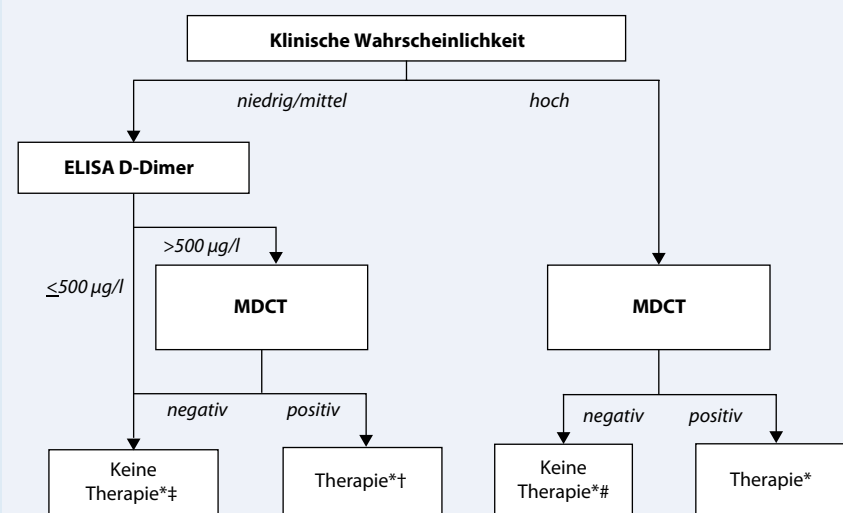 Klinische Wahrscheinlichkeit
niedrig/mittel
hoch
ELISA D-Dimer
>500 µg/l
≤500 µg/l
MDCT
MDCT
negativ
positiv
negativ
positiv
Keine
Therapie*‡
Therapie*†
Keine
Therapie*#
Therapie*